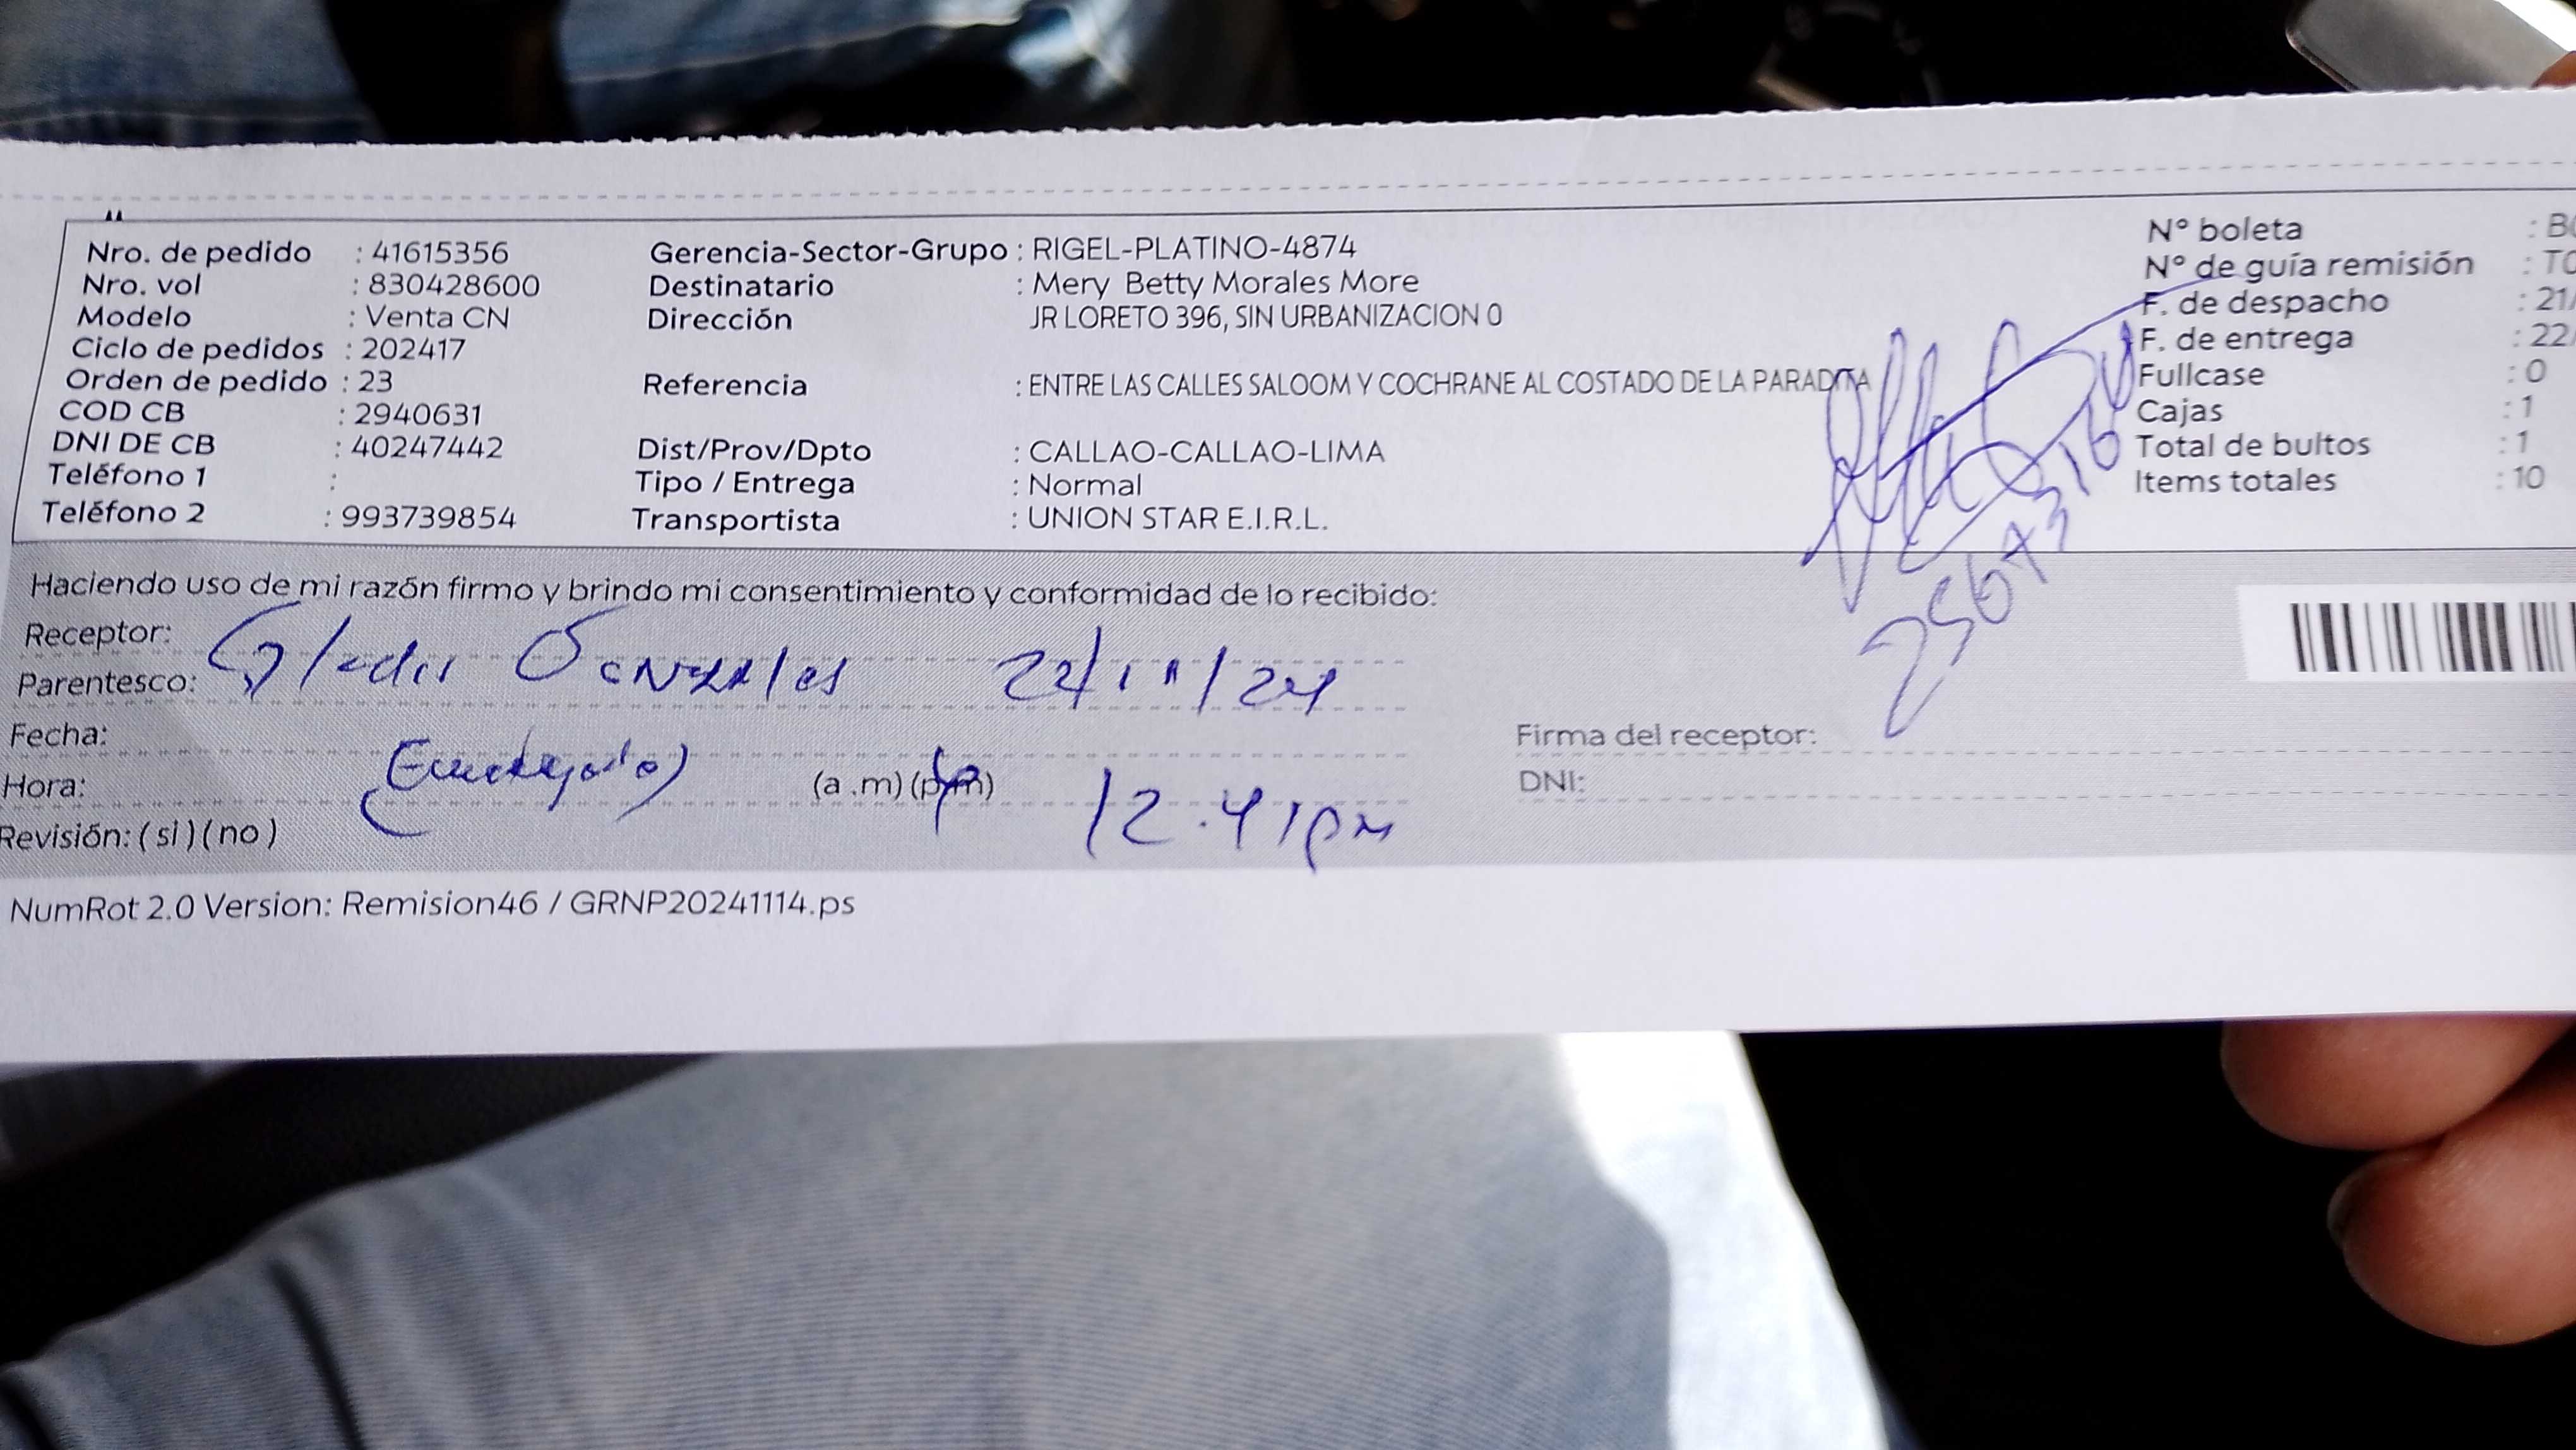 Nro. de pedido : 41615356
Nro. vol : 830428600
Modelo : Venta CN
Ciclo de pedidos : 202417
Orden de pedido : 23
COD CB : 2940631
DNI DE CB : 40247442
Teléfono 1 :
Teléfono 2 : 993739854
Gerencia-Sector-Grupo : RIGEL-PLATINO-4874
Destinatario : Mery Betty Morales More
Dirección JR LORETO 396, SIN URBANIZACION 0
Referencia : ENTRE LAS CALLES SALOOM Y COCHRANE AL COSTADO DE LA PARADITA
Dist/Prov/Dpto : CALLAO-CALLAO-LIMA
Tipo / Entrega : Normal
Transportista : UNION STAR E.I.R.L.
N° boleta : B
N° de guía remisión : T0
F. de despacho : 21/
F. de entrega : 22/
Fullcase : 0
Cajas : 1
Total de bultos : 1
Items totales : 10
Haciendo uso de mi razón firmo y brindo mi consentimiento y conformidad de lo recibido:
Receptor:
Gladis Gonzales 22/11/24
Parentesco:
Fecha:
Hora: (a .m) (p.m) 12.41pm
Revisión: ( si ) ( no )
Firma del receptor:
DNI:
NumRot 2.0 Version: Remision46 / GRNP20241114.ps